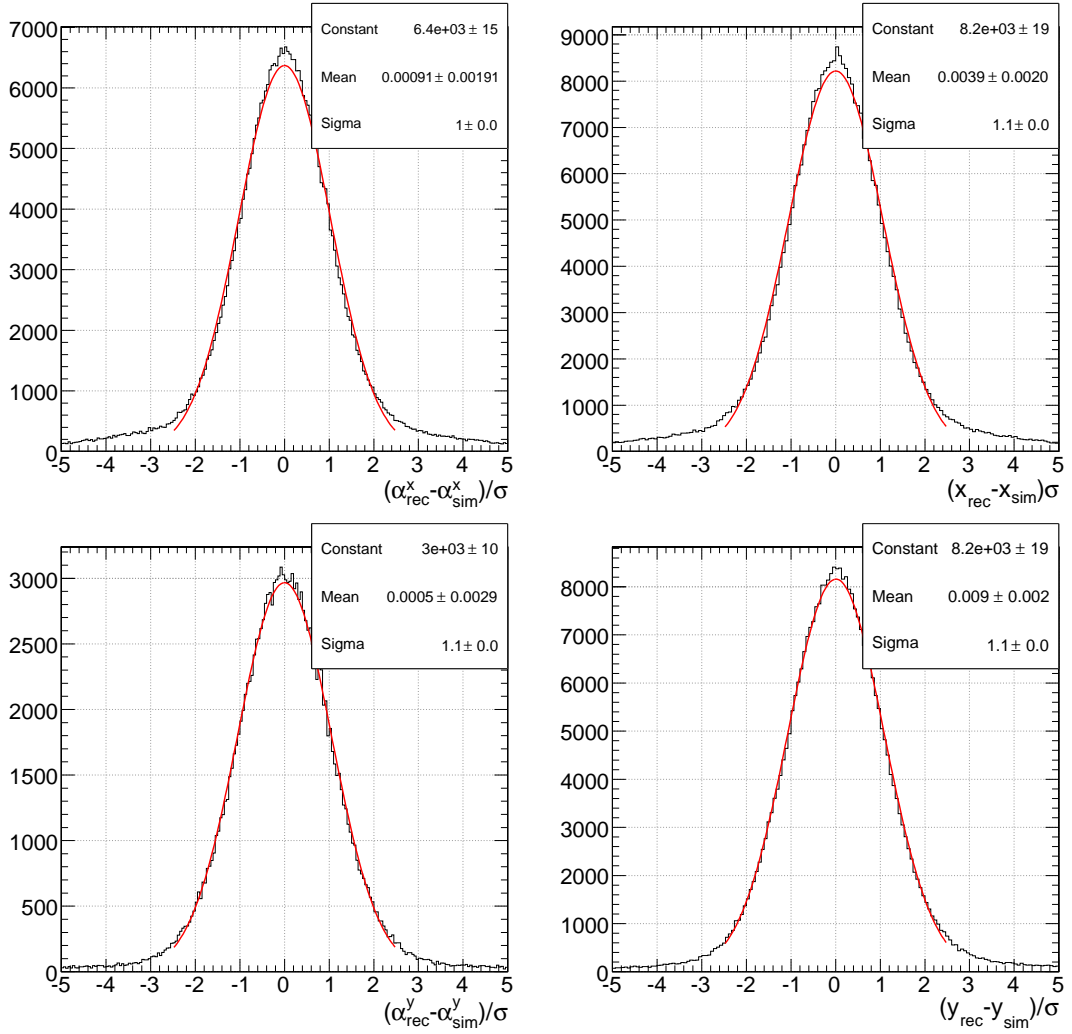 7000
6000
5000
4000
3000
2000
1000
0
-5 -4 -3 -2 -1 0 1 2 3 4 5
(α^x_rec-α^x_sim)/σ
Constant 6.4e+03 ± 15
Mean 0.00091 ± 0.00191
Sigma 1 ± 0.0
9000
8000
7000
6000
5000
4000
3000
2000
1000
0
-5 -4 -3 -2 -1 0 1 2 3 4 5
(x_rec-x_sim)σ
Constant 8.2e+03 ± 19
Mean 0.0039 ± 0.0020
Sigma 1.1 ± 0.0
3000
2500
2000
1500
1000
500
0
-5 -4 -3 -2 -1 0 1 2 3 4 5
(α^y_rec-α^y_sim)/σ
Constant 3e+03 ± 10
Mean 0.0005 ± 0.0029
Sigma 1.1 ± 0.0
8000
7000
6000
5000
4000
3000
2000
1000
0
-5 -4 -3 -2 -1 0 1 2 3 4 5
(y_rec-y_sim)/σ
Constant 8.2e+03 ± 19
Mean 0.009 ± 0.002
Sigma 1.1 ± 0.0